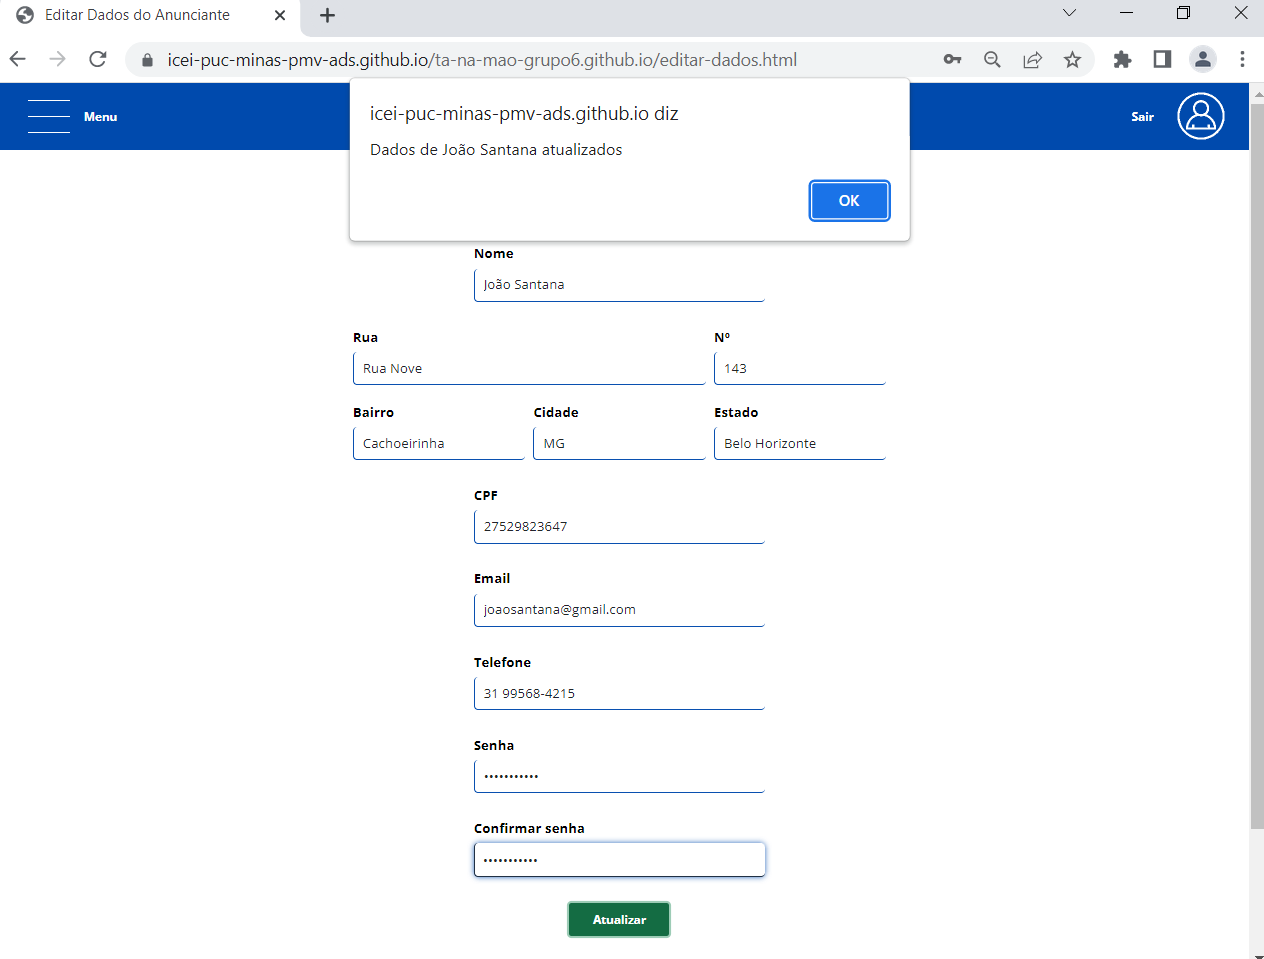 Editar Dados do Anunciante
icei-puc-minas-pmv-ads.github.io/ta-na-mao-grupo6.github.io/editar-dados.html
Menu
Sair
icei-puc-minas-pmv-ads.github.io diz
Dados de João Santana atualizados
OK
Nome
João Santana
Rua Nº
Rua Nove 143
Bairro Cidade Estado
Cachoeirinha MG Belo Horizonte
CPF
27529823647
Email
joaosantana@gmail.com
Telefone
31 99568-4215
Senha
•••••••••••
Confirmar senha
•••••••••••
Atualizar